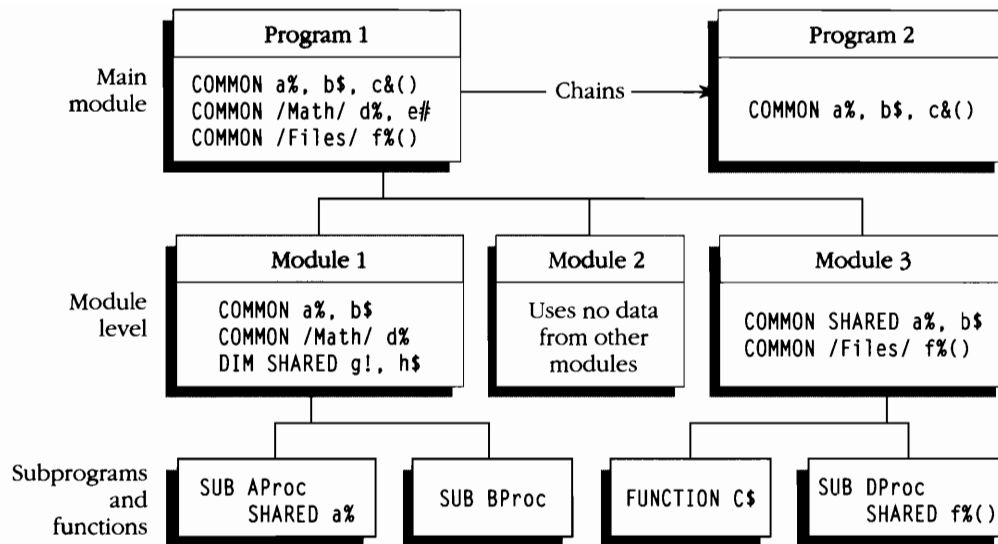 Program 1
Program 2
Main
module
COMMON a%, b$, c&()
COMMON /Math/ d%, e#
COMMON /Files/ f%()
Chains
COMMON a%, b$, c&()
Module 1
Module 2
Module 3
Module
level
COMMON a%, b$
COMMON /Math/ d%
DIM SHARED g!, h$
Uses no data
from other
modules
COMMON SHARED a%, b$
COMMON /Files/ f%()
Subprograms
and
functions
SUB AProc
SHARED a%
SUB BProc
FUNCTION C$
SUB DProc
SHARED f%()